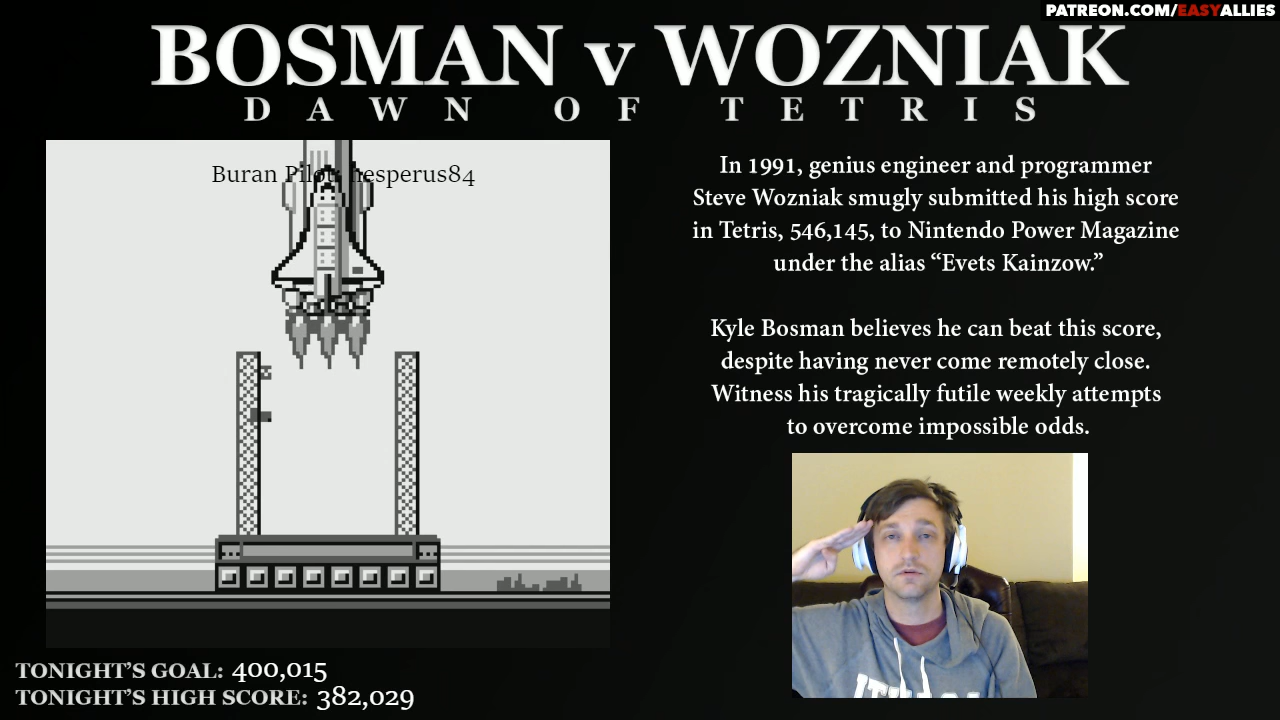 PATREON.COM/EASYALLIES
BOSMAN v WOZNIAK
DAWN OF TETRIS
Buran Pilot: hesperus84
In 1991, genius engineer and programmer
Steve Wozniak smugly submitted his high score
in Tetris, 546,145, to Nintendo Power Magazine
under the alias “Evets Kainzow.”
Kyle Bosman believes he can beat this score,
despite having never come remotely close.
Witness his tragically futile weekly attempts
to overcome impossible odds.
TONIGHT’S GOAL: 400,015
TONIGHT’S HIGH SCORE: 382,029